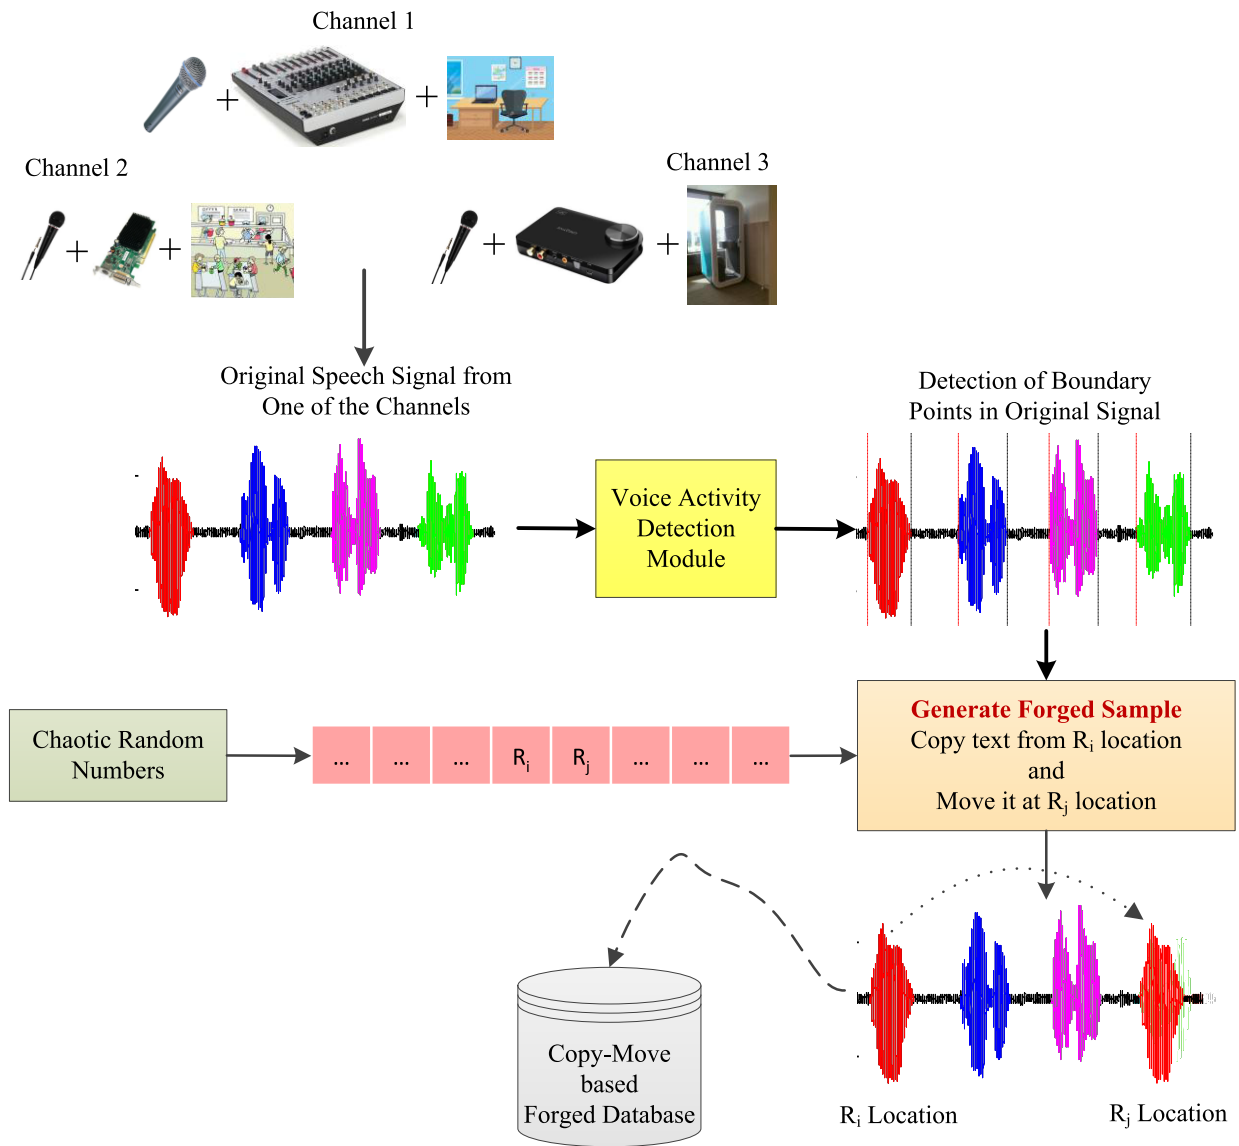 Channel 1
Channel 2
Channel 3
Original Speech Signal from
One of the Channels
Detection of Boundary
Points in Original Signal
Voice Activity
Detection
Module
Chaotic Random
Numbers
... ... ... Ri Rj ... ... ...
Generate Forged Sample
Copy text from Ri location
and
Move it at Rj location
Copy-Move
based
Forged Database
Ri Location
Rj Location